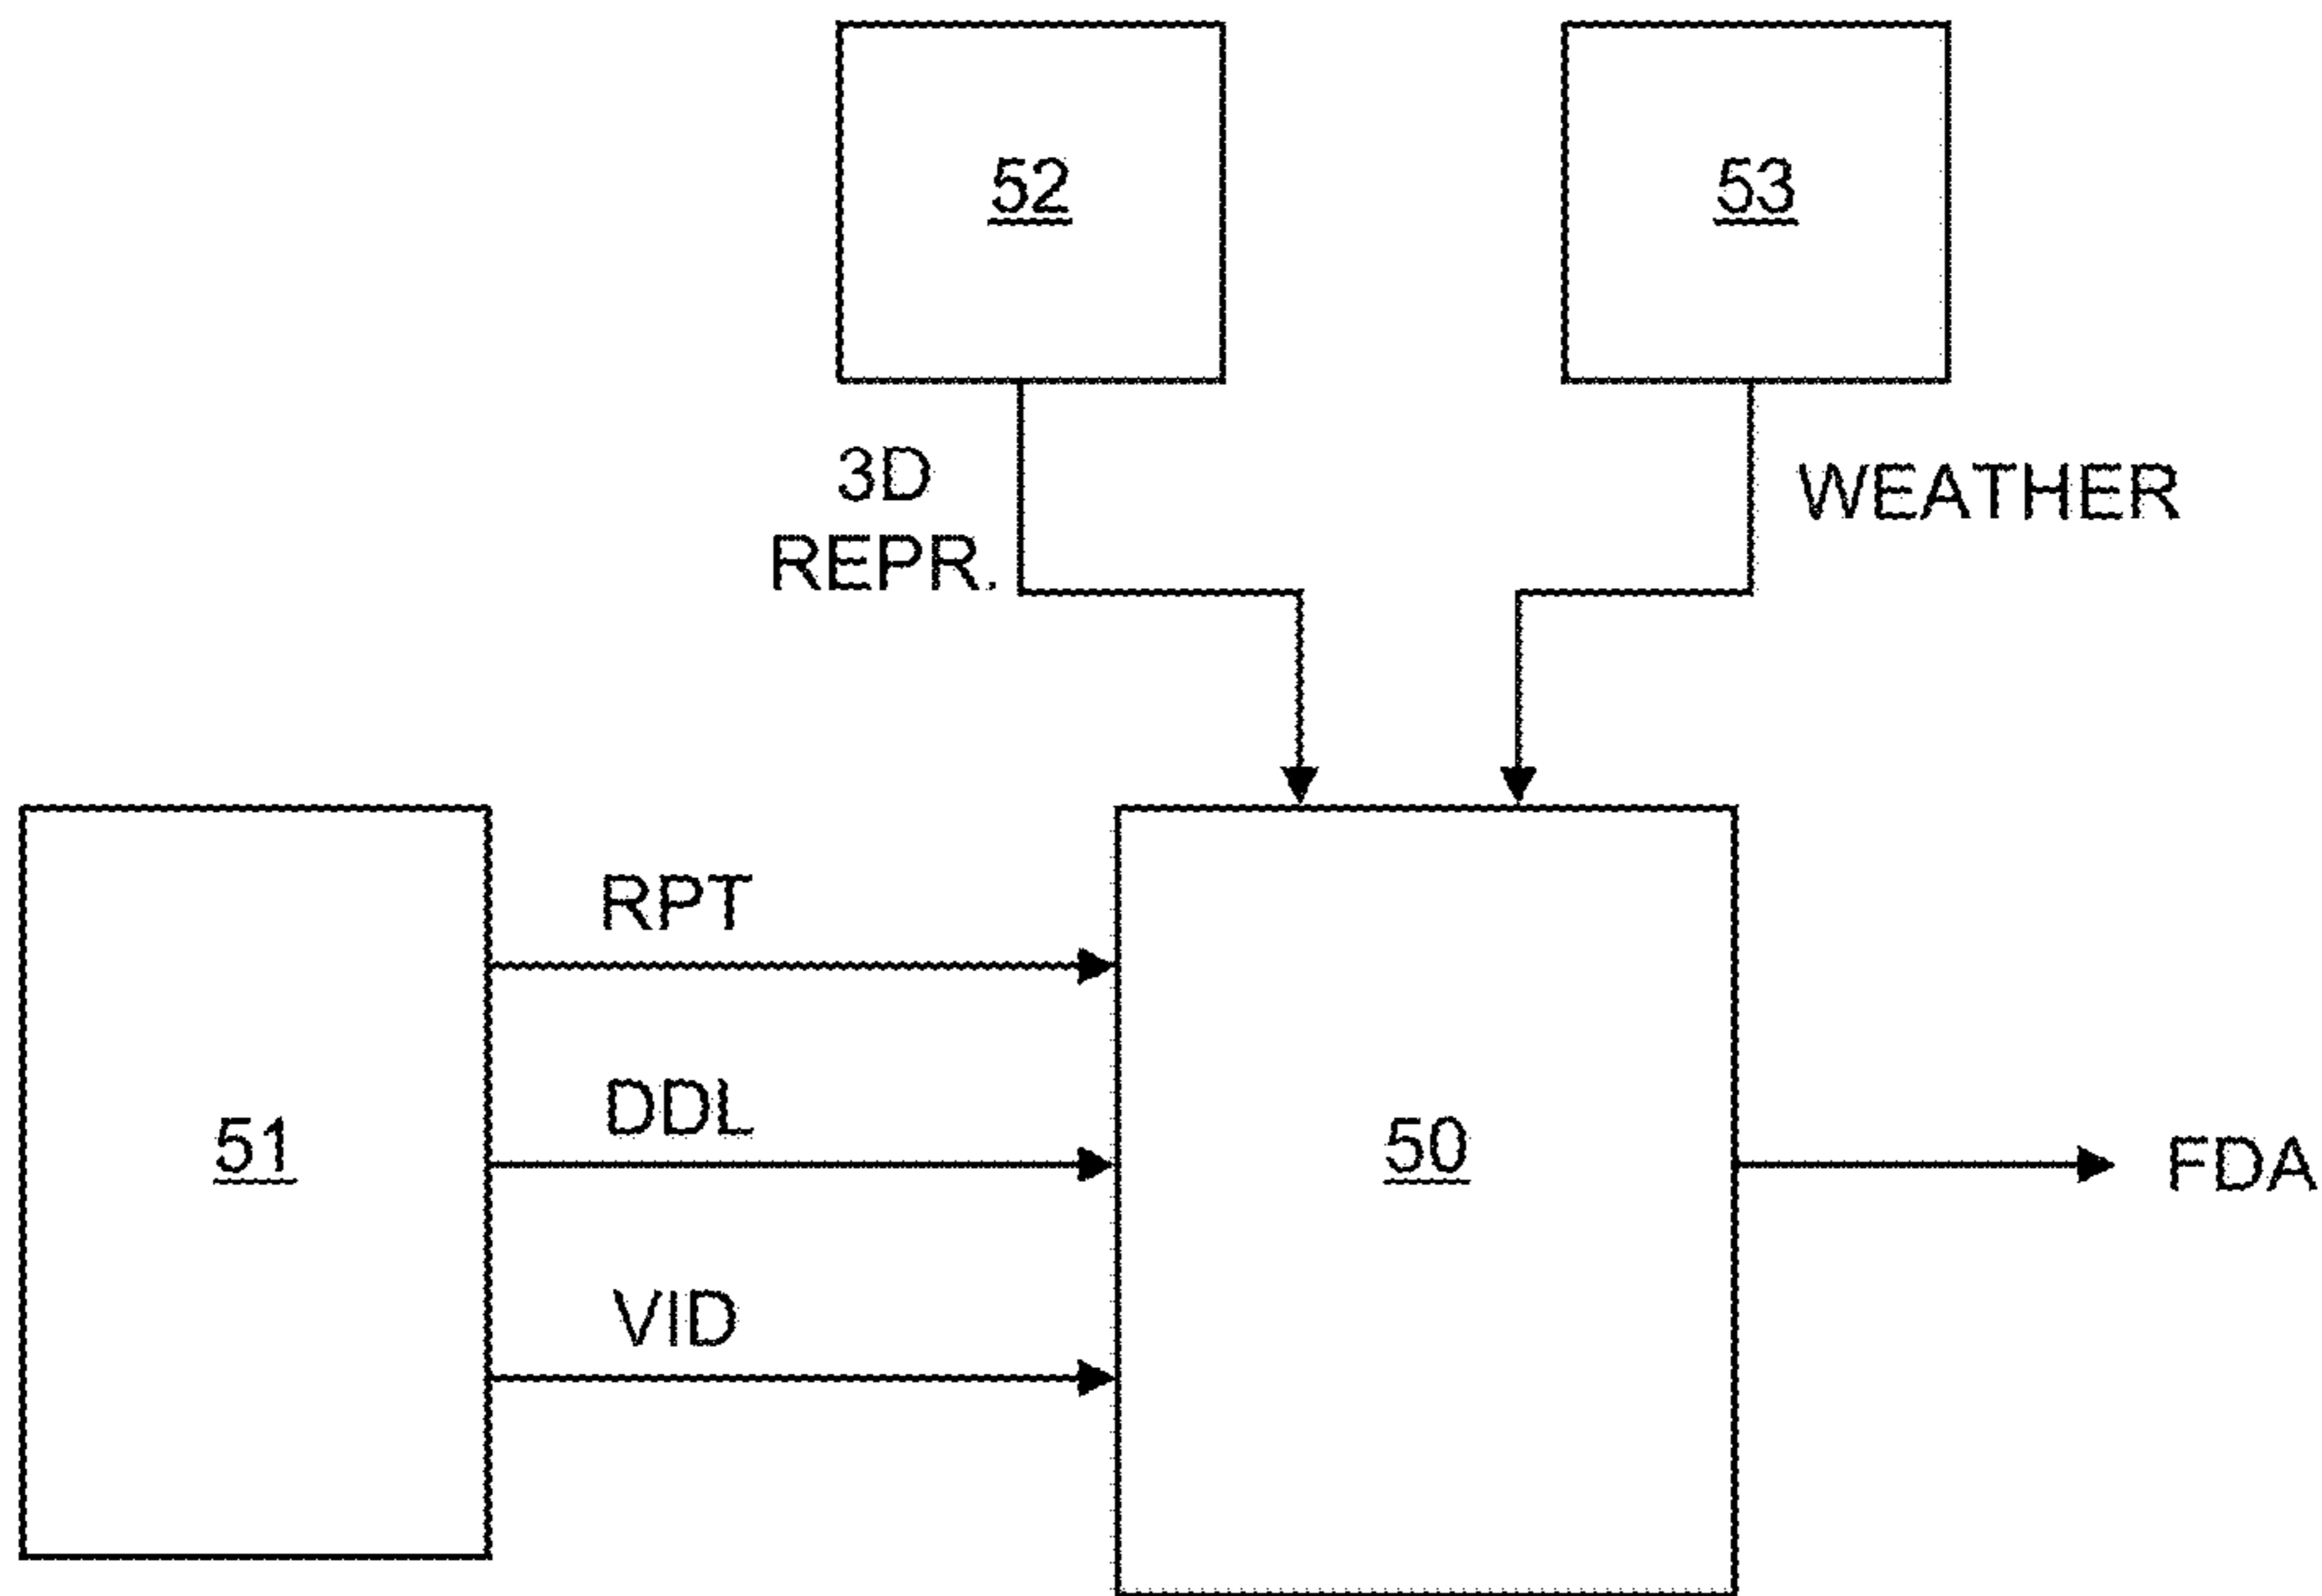 52
53
3D
REPR.
WEATHER
RPT
DDL
VID
51
50
FDA